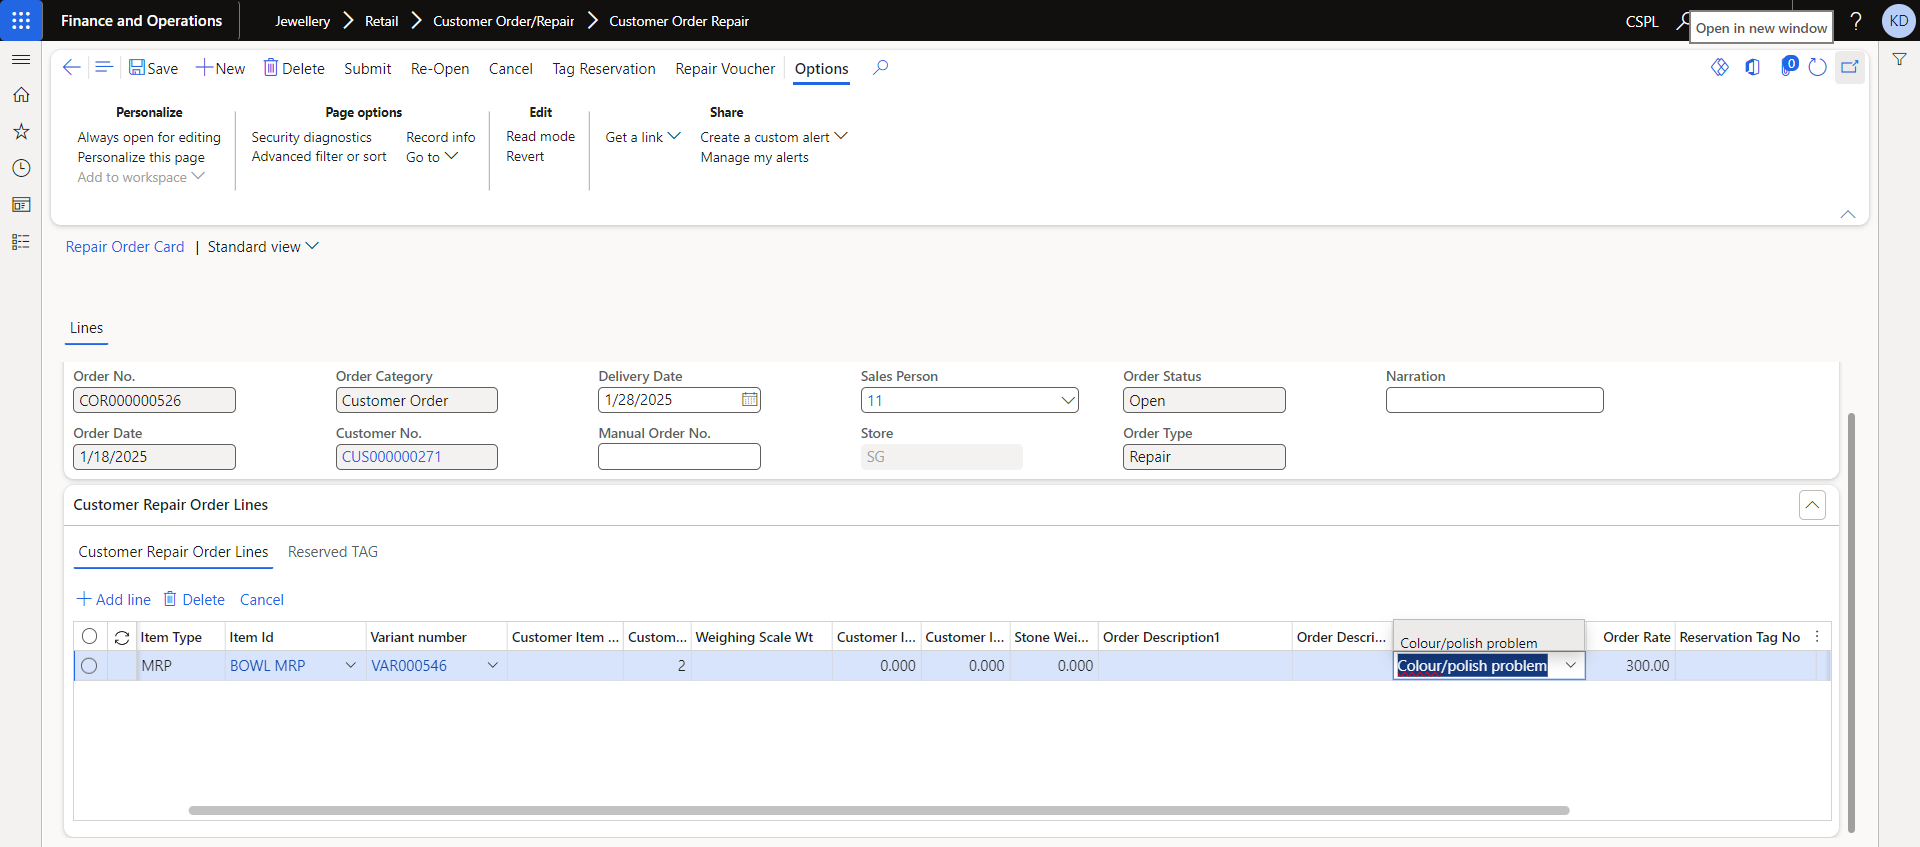 Finance and Operations
Jewellery Retail Customer Order/Repair Customer Order Repair
CSPL
Open in new window
?
KD
Save New Delete Submit Re-Open Cancel Tag Reservation Repair Voucher Options
0
Personalize
Always open for editing
Personalize this page
Add to workspace
Page options
Security diagnostics Record info
Advanced filter or sort Go to
Edit
Read mode
Revert
Share
Get a link Create a custom alert
Manage my alerts
Repair Order Card | Standard view
Lines
Order No. Order Category Delivery Date Sales Person Order Status Narration
COR000000526 Customer Order 1/28/2025 11 Open
Order Date Customer No. Manual Order No. Store Order Type
1/18/2025 CUS000000271 SG Repair
Customer Repair Order Lines
Customer Repair Order Lines Reserved TAG
Add line Delete Cancel
Item Type Item Id Variant number Customer Item ... Custom... Weighing Scale Wt Customer I... Customer I... Stone Wei... Order Description1 Order Descri... Colour/polish problem Order Rate Reservation Tag No
MRP BOWL MRP VAR000546 2 0.000 0.000 0.000 Colour/polish problem 300.00